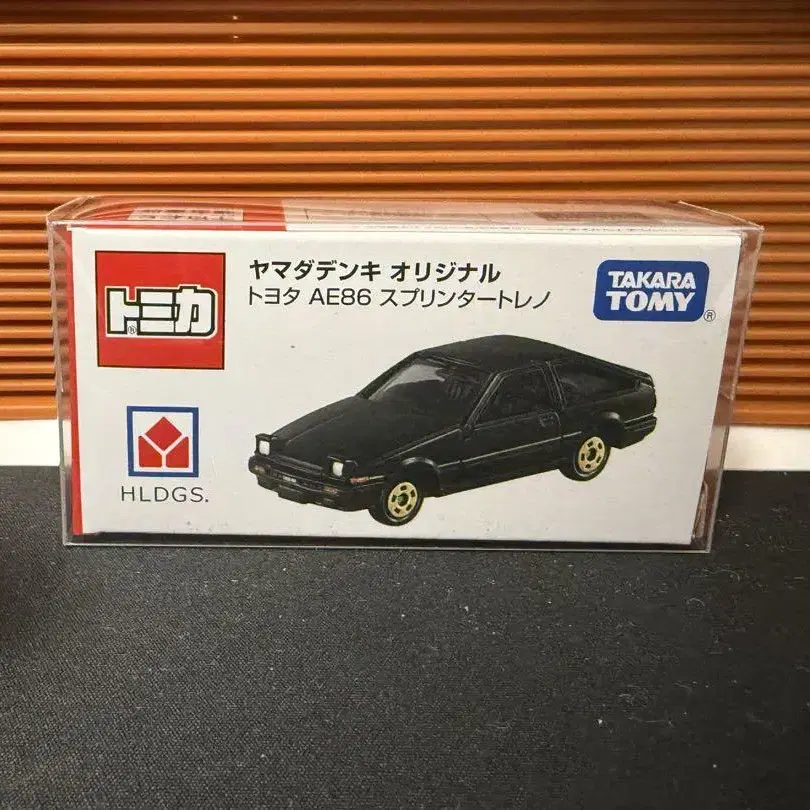 ヤマダデンキ オリジナル
トヨタ AE86 スプリンタートレノ
トミカ
®
TAKARA
TOMY
®
HLDGS.